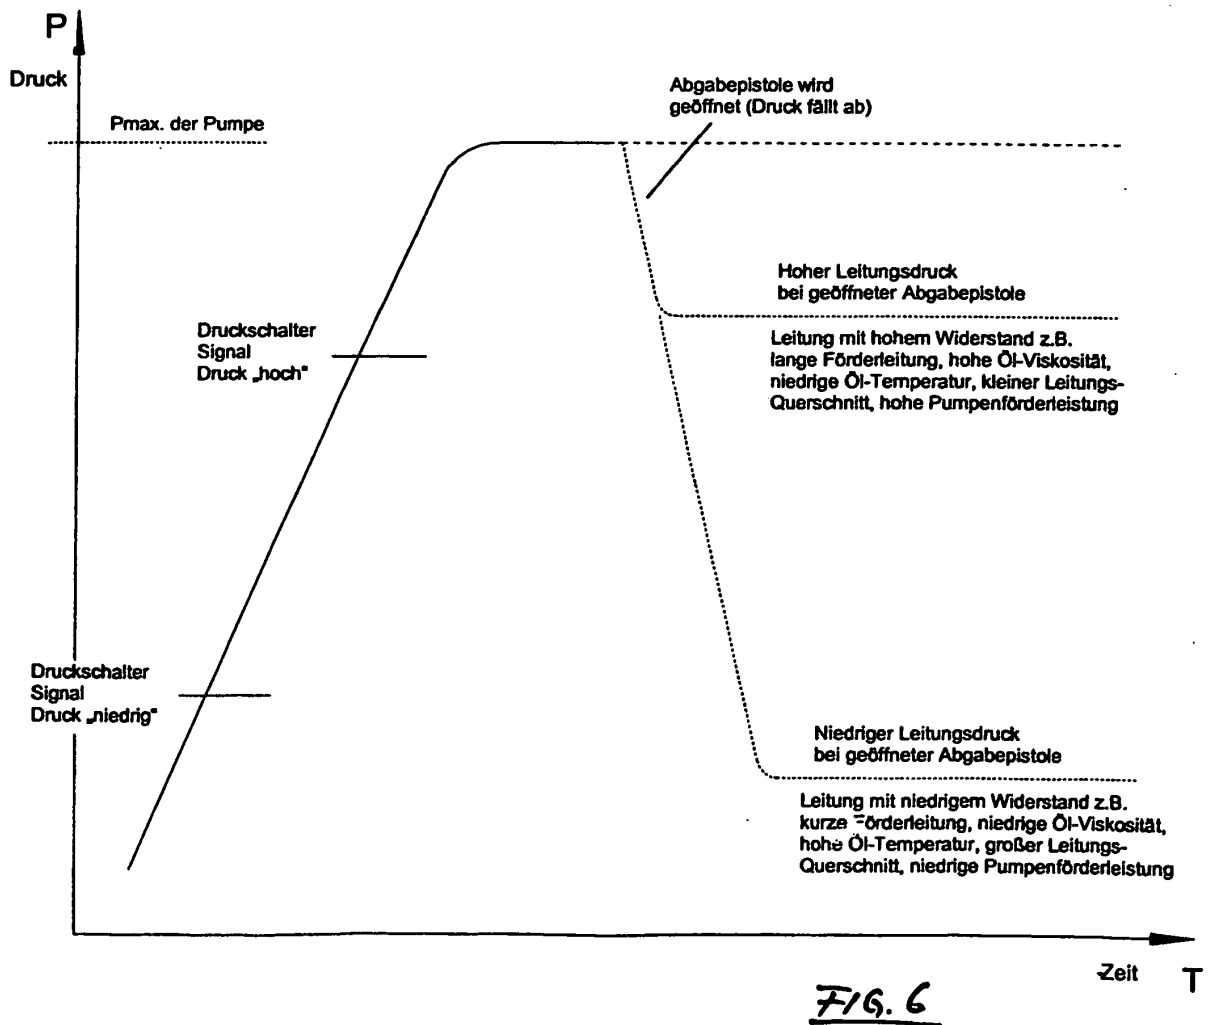 P
Druck
Pmax. der Pumpe
Abgabepistole wird
geöffnet (Druck fällt ab)
Hoher Leitungsdruck
bei geöffneter Abgabepistole
Leitung mit hohem Widerstand z.B.
lange Förderleitung, hohe Öl-Viskosität,
niedrige Öl-Temperatur, kleiner Leitungs-
Querschnitt, hohe Pumpenförderleistung
Druckschalter
Signal
Druck „hoch“
Druckschalter
Signal
Druck „niedrig“
Niedriger Leitungsdruck
bei geöffneter Abgabepistole
Leitung mit niedrigem Widerstand z.B.
kurze Förderleitung, niedrige Öl-Viskosität,
hohe Öl-Temperatur, großer Leitungs-
Querschnitt, niedrige Pumpenförderleistung
Zeit
T
FIG. 6